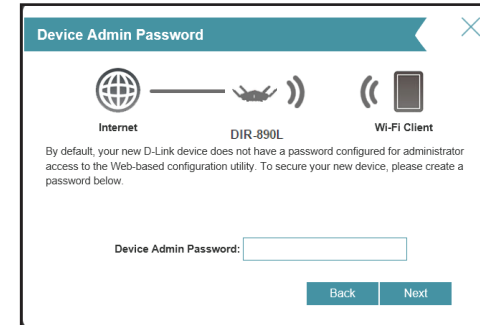 Device Admin Password
Internet
DIR-890L
Wi-Fi Client
By default, your new D-Link device does not have a password configured for administrator
access to the Web-based configuration utility. To secure your new device, please create a
password below.
Device Admin Password:
Back
Next